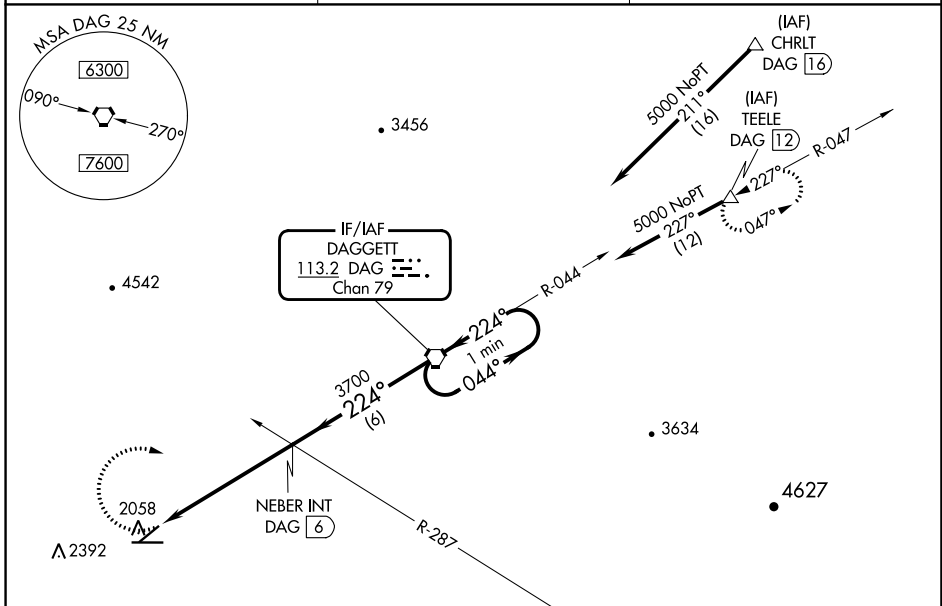 MSA DAG 25 NM
6300
090°
270°
7600
3456
(IAF)
CHRLT
DAG 16
5000 NoPT
211°
(16)
(IAF)
TEELE
DAG 12
R-047
227°
047°
5000 NoPT
227°
(12)
IF/IAF
DAGGETT
113.2 DAG
Chan 79
4542
R-044
224°
1 min
044°
3700
224°
(6)
3634
4627
NEBER INT
DAG 6
R-287
2058
2392